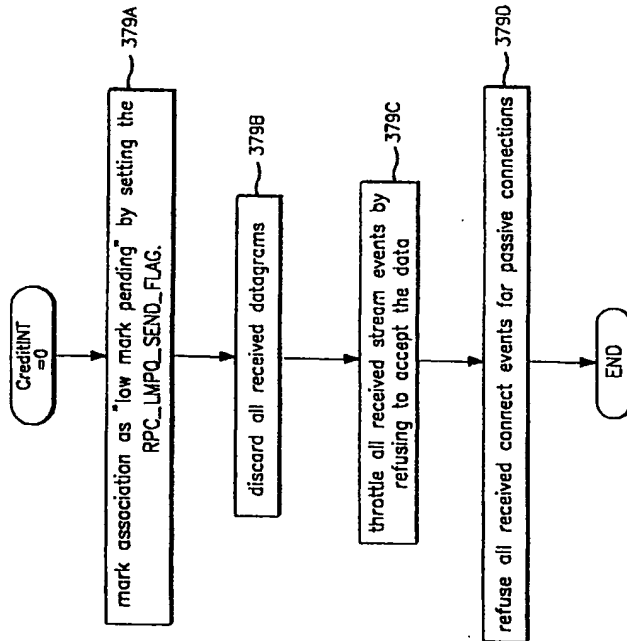 CreditINT
=0
mark association as "low mark pending" by setting the
RPC_LMPQ_SEND_FLAG.
379A
discard all received datagrams
379B
throttle all received stream events by
refusing to accept the data
379C
refuse all received connect events for passive connections
379D
END